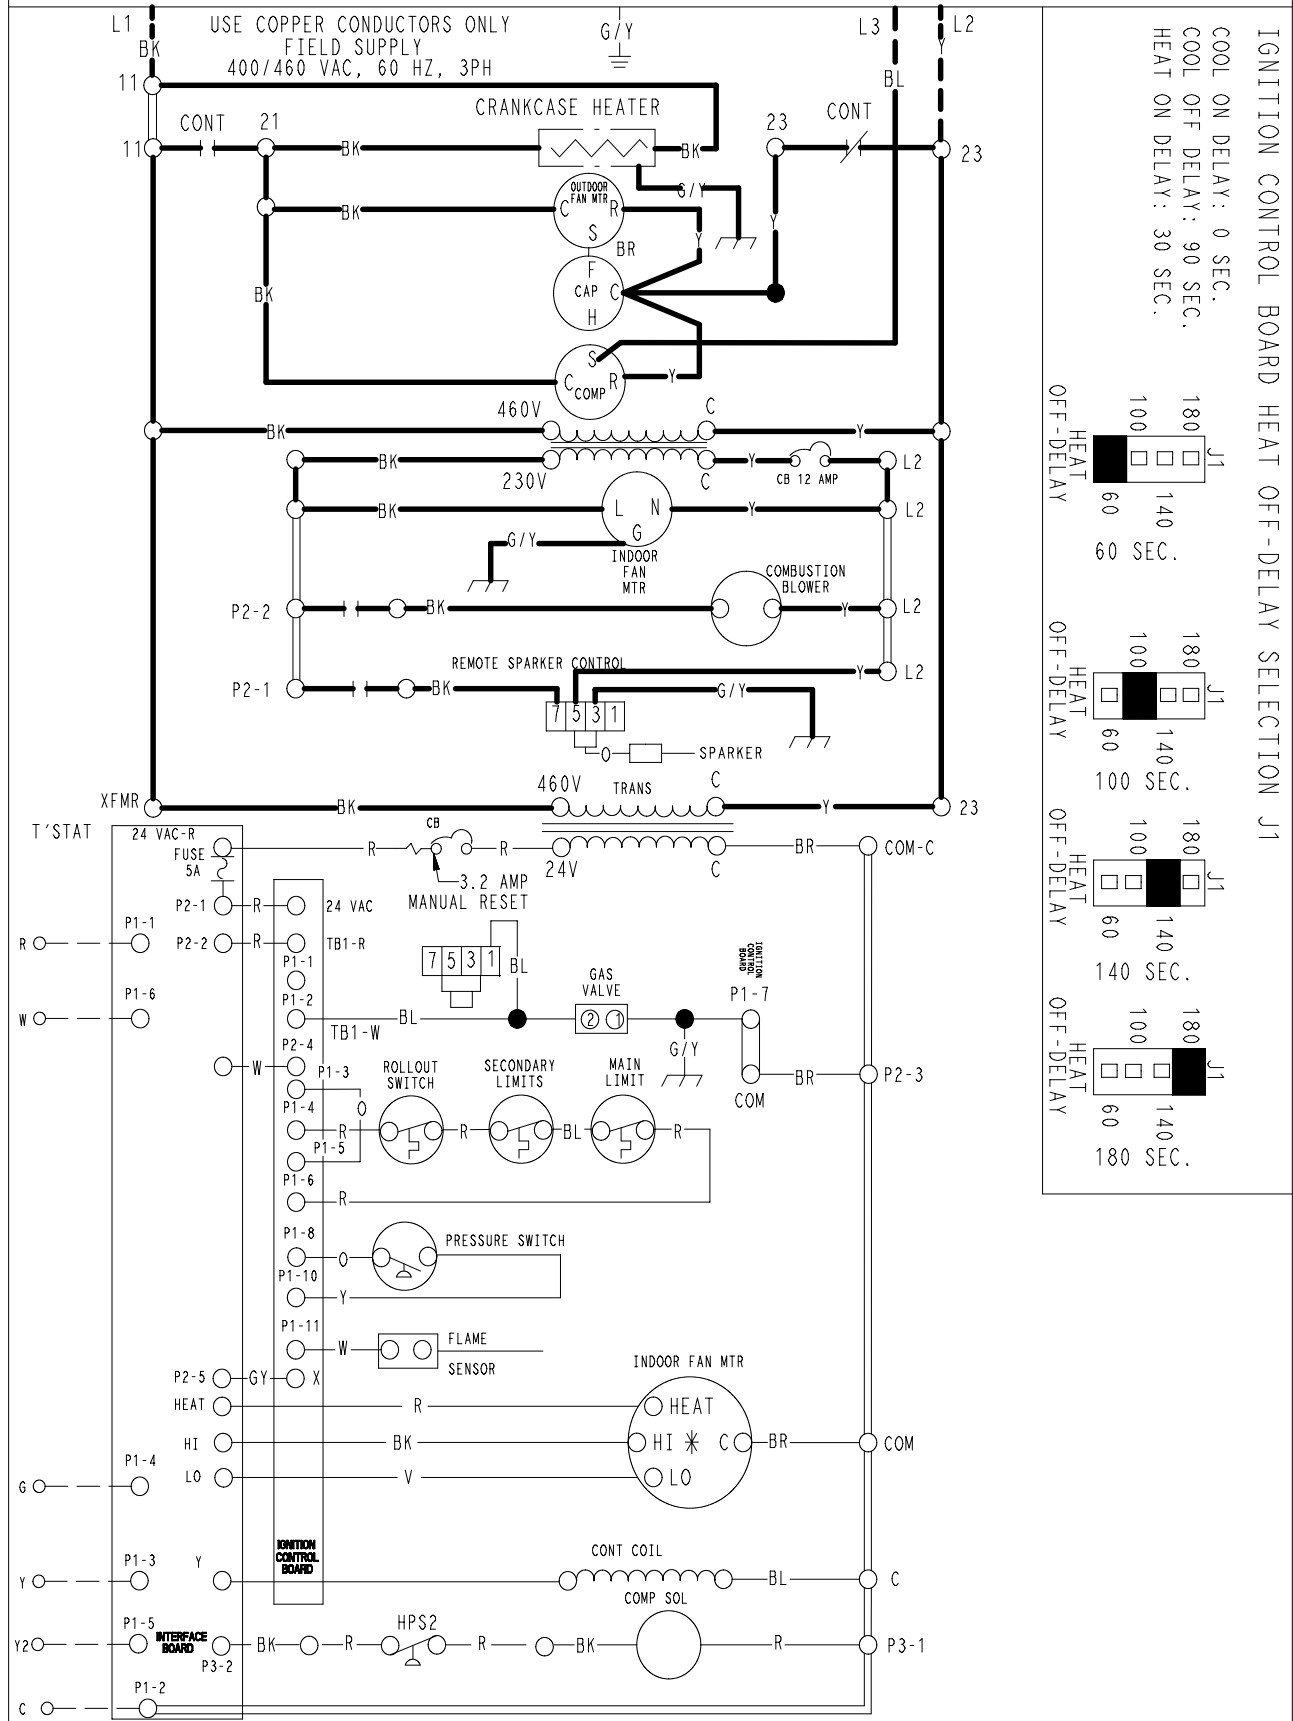 L1
USE COPPER CONDUCTORS ONLY
FIELD SUPPLY
400/460 VAC, 60 HZ, 3PH
G/Y
L3
L2
BK
Y
BL
11
CRANKCASE HEATER
CONT
21
11
BK
BK
23
CONT
23
G/Y
OUTDOOR
FAN MTR
C
R
S
BK
Y
Y
BR
F
CAP
C
H
BK
S
C
R
COMP
Y
460V
C
BK
Y
BK
Y
L2
230V
C
CB 12 AMP
BK
L
N
G
Y
L2
G/Y
INDOOR
FAN
MTR
COMBUSTION
BLOWER
P2-2
BK
Y
L2
REMOTE SPARKER CONTROL
Y
L2
P2-1
BK
G/Y
7 5 3 1
O
SPARKER
460V
TRANS
C
XFMR
BK
Y
23
T'STAT
24 VAC-R
CB
FUSE
5A
R
R
24V
C
BR
COM-C
3.2 AMP
MANUAL RESET
P2-1
R
24 VAC
P1-1
R
P2-2
R
TB1-R
P1-1
7 5 3 1
BL
GAS
VALVE
IGNITION
CONTROL
BOARD
P1-7
P1-6
W
P1-2
BL
TB1-W
2 1
G/Y
P2-4
W
P1-3
ROLLOUT
SWITCH
SECONDARY
LIMITS
MAIN
LIMIT
BR
P2-3
COM
O
P1-4
R
R
BL
R
P1-5
P1-6
R
P1-8
O
PRESSURE SWITCH
P1-10
Y
P1-11
W
FLAME
SENSOR
P2-5
GY
X
INDOOR FAN MTR
HEAT
R
HEAT
HI
BK
HI
C
BR
COM
P1-4
G
LO
V
LO
IGNITION
CONTROL
BOARD
CONT COIL
P1-3
Y
Y
BL
C
COMP SOL
P1-5
Y2
INTERFACE
BOARD
P3-2
BK
R
HPS2
R
BK
R
P3-1
P1-2
C
IGNITION CONTROL BOARD HEAT OFF-DELAY SELECTION J1
COOL ON DELAY: 0 SEC.
COOL OFF DELAY: 90 SEC.
HEAT ON DELAY: 30 SEC.
J1
100 180
60 140
HEAT
OFF-DELAY
60 SEC.
J1
100 180
60 140
HEAT
OFF-DELAY
100 SEC.
J1
100 180
60 140
HEAT
OFF-DELAY
140 SEC.
J1
100 180
60 140
HEAT
OFF-DELAY
180 SEC.